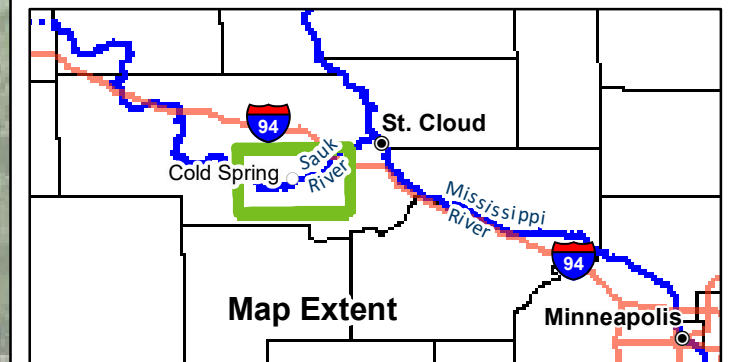 94
St. Cloud
Sauk
River
Cold Spring
Mississippi
River
94
Map Extent
Minneapolis